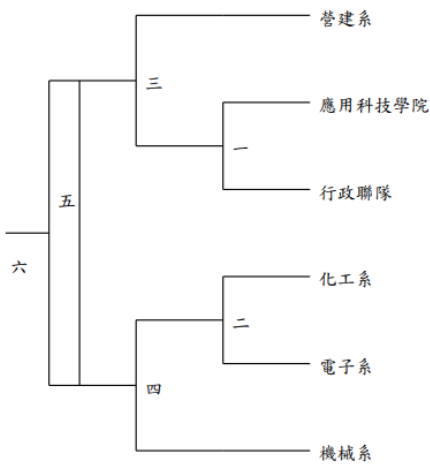 營建系
三
應用科技學院
一
行政聯隊
五
六
化工系
二
電子系
四
機械系